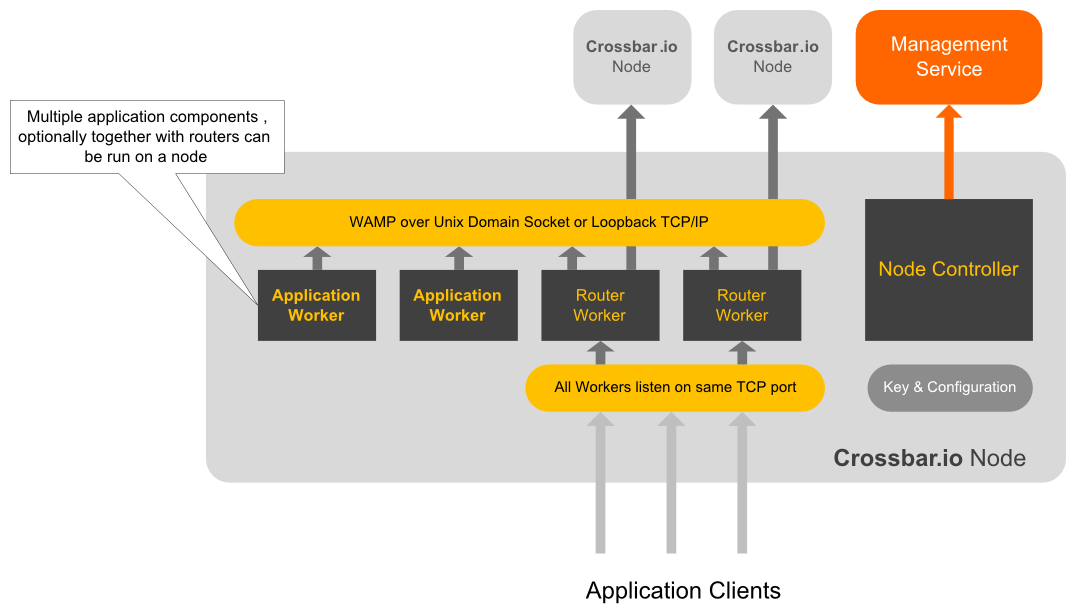 Crossbar.io
Node
Crossbar.io
Node
Management
Service
Multiple application components ,
optionally together with routers can
be run on a node
WAMP over Unix Domain Socket or Loopback TCP/IP
Application
Worker
Application
Worker
Router
Worker
Router
Worker
Node Controller
All Workers listen on same TCP port
Key & Configuration
Crossbar.io Node
Application Clients